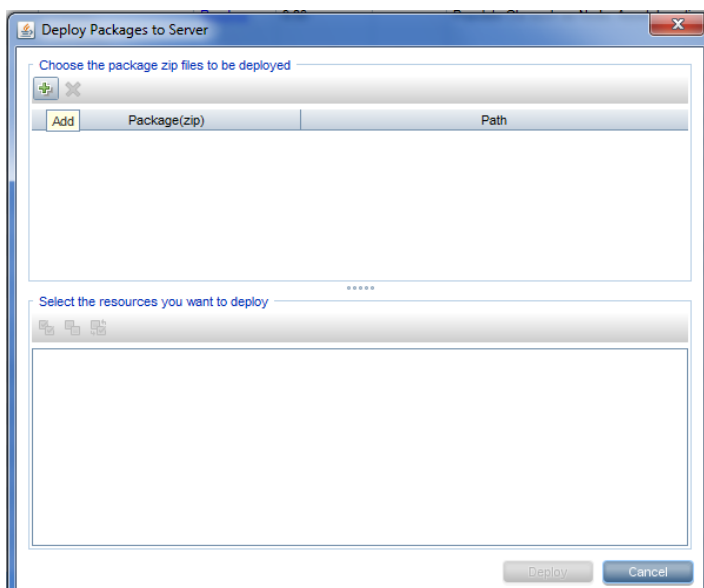 Deploy Packages to Server
Choose the package zip files to be deployed
Add
Package(zip)
Path
Select the resources you want to deploy
Deploy
Cancel